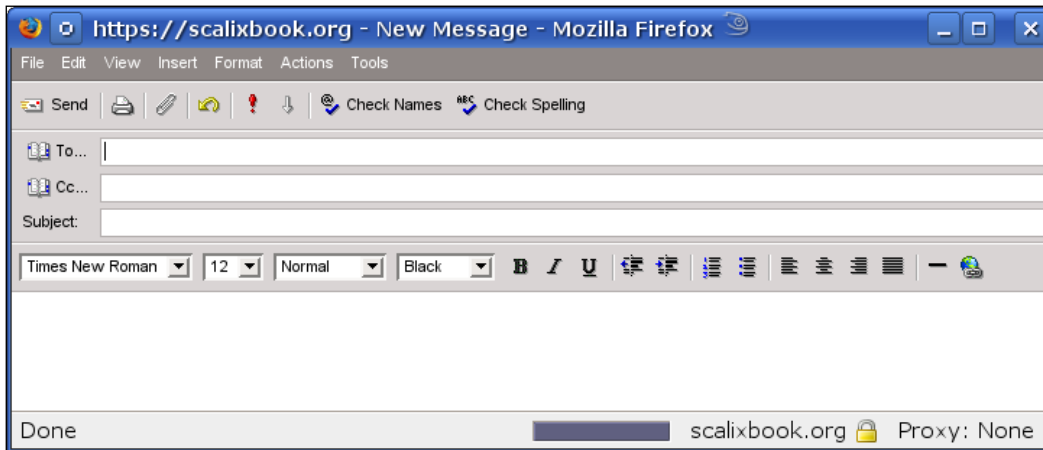 https://scalixbook.org - New Message - Mozilla Firefox
File Edit View Insert Format Actions Tools
Send Check Names ABC Check Spelling
To...
Cc...
Subject:
Times New Roman 12 Normal Black B I U
Done scalixbook.org Proxy: None